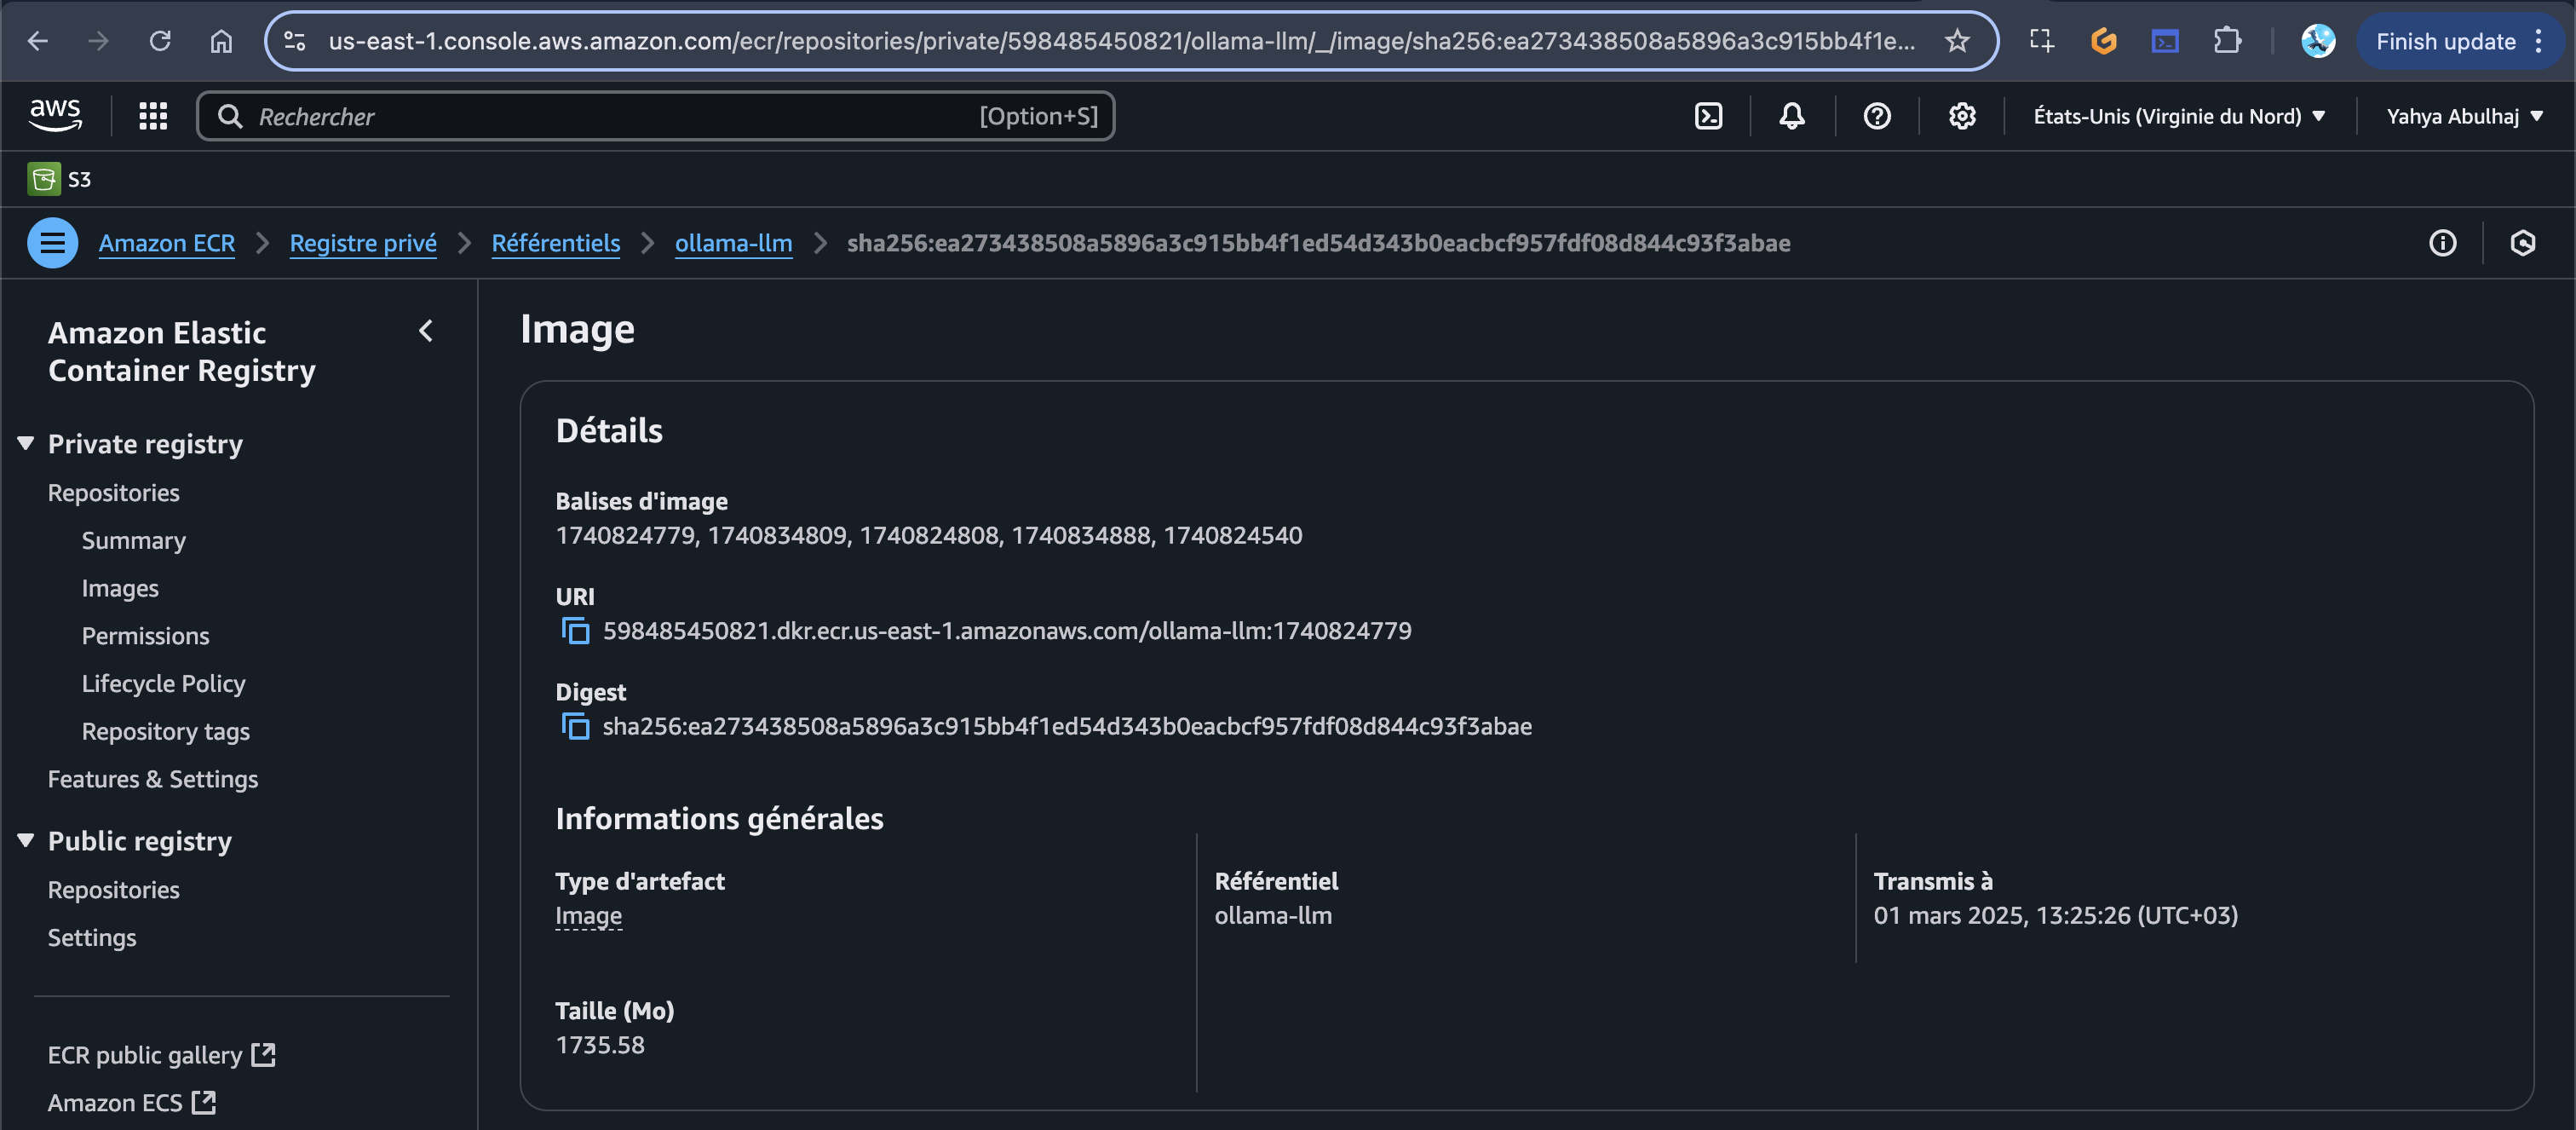 us-east-1.console.aws.amazon.com/ecr/repositories/private/598485450821/ollama-llm/_/image/sha256:ea273438508a5896a3c915bb4f1e...
Finish update
aws
Rechercher
[Option+S]
États-Unis (Virginie du Nord)
Yahya Abulhaj
S3
Amazon ECR
Registre privé
Référentiels
ollama-llm
sha256:ea273438508a5896a3c915bb4f1ed54d343b0eacbcf957fdf08d844c93f3abae
Amazon Elastic
Container Registry
Private registry
Repositories
Summary
Images
Permissions
Lifecycle Policy
Repository tags
Features & Settings
Public registry
Repositories
Settings
ECR public gallery
Amazon ECS
Image
Détails
Balises d'image
1740824779, 1740834809, 1740824808, 1740834888, 1740824540
URI
598485450821.dkr.ecr.us-east-1.amazonaws.com/ollama-llm:1740824779
Digest
sha256:ea273438508a5896a3c915bb4f1ed54d343b0eacbcf957fdf08d844c93f3abae
Informations générales
Type d'artefact
Image
Référentiel
ollama-llm
Transmis à
01 mars 2025, 13:25:26 (UTC+03)
Taille (Mo)
1735.58